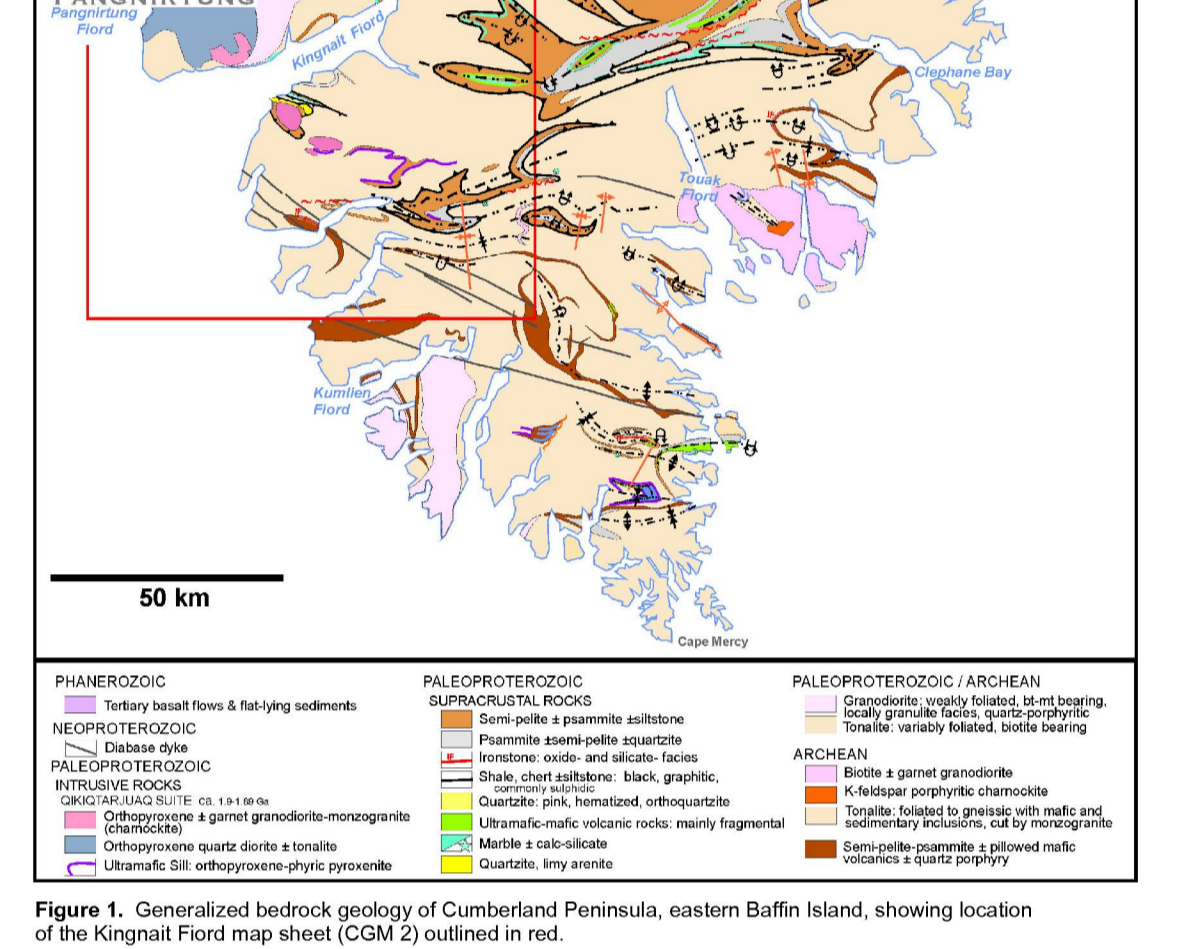 PANGNIRTUNG
Pangnirtung
Fiord
Kingnait Fiord
Clephane Bay
Touak
Fiord
IF
IF
Kumlien
Fiord
50 km
Cape Mercy
PHANEROZOIC
Tertiary basalt flows & flat-lying sediments
NEOPROTEROZOIC
Diabase dyke
PALEOPROTEROZOIC
INTRUSIVE ROCKS
QIKIQTARJUAQ SUITE ca. 1.9-1.89 Ga
Orthopyroxene ± garnet granodiorite-monzogranite
(charnockite)
Orthopyroxene quartz diorite ± tonalite
Ultramafic Sill: orthopyroxene-phyric pyroxenite
PALEOPROTEROZOIC
SUPRACRUSTAL ROCKS
Semi-pelite ± psammite ±siltstone
Psammite ±semi-pelite ±quartzite
IF
Ironstone: oxide- and silicate- facies
Shale, chert ±siltstone: black, graphitic,
commonly sulphidic
Quartzite: pink, hematized, orthoquartzite
Ultramafic-mafic volcanic rocks: mainly fragmental
Marble ± calc-silicate
Quartzite, limy arenite
PALEOPROTEROZOIC / ARCHEAN
Granodiorite: weakly foliated, bt-mt bearing,
locally granulite facies, quartz-porphyritic
Tonalite: variably foliated, biotite bearing
ARCHEAN
Biotite ± garnet granodiorite
K-feldspar porphyritic charnockite
Tonalite: foliated to gneissic with mafic and
sedimentary inclusions, cut by monzogranite
Semi-pelite-psammite ± pillowed mafic
volcanics ± quartz porphyry
Figure 1. Generalized bedrock geology of Cumberland Peninsula, eastern Baffin Island, showing location
of the Kingnait Fiord map sheet (CGM 2) outlined in red.